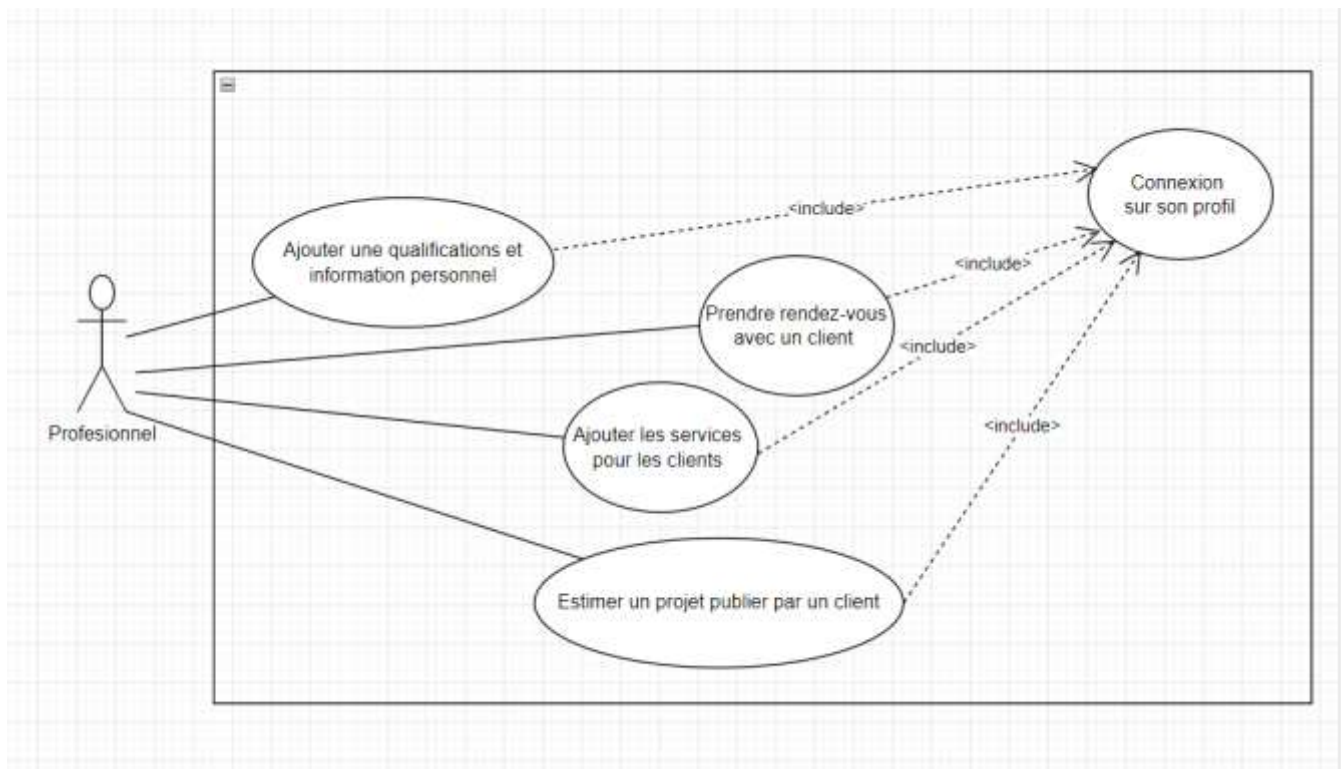 Connexion
sur son profil
<include>
Ajouter une qualifications et
information personnel
<include>
Prendre rendez-vous
avec un client
<include>
Profesionnel
Ajouter les services
pour les clients
<include>
Estimer un projet publier par un client